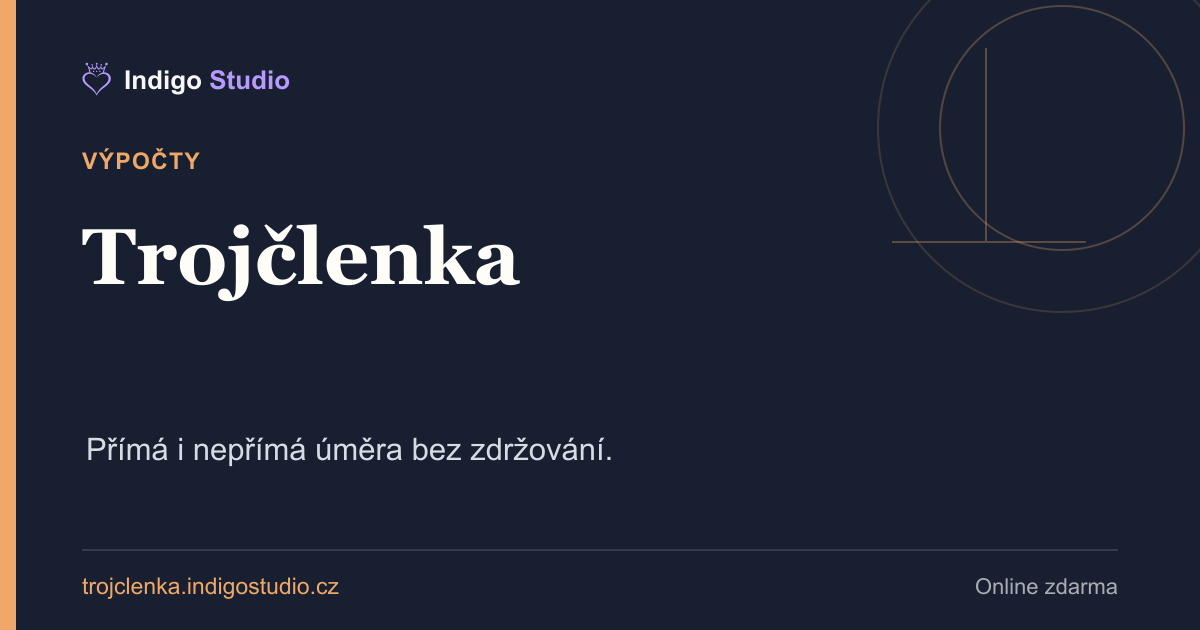 Indigo Studio
VÝPOČTY
Trojčlenka
Přímá i nepřímá úměra bez zdržování.
trojclenka.indigostudio.cz
Online zdarma